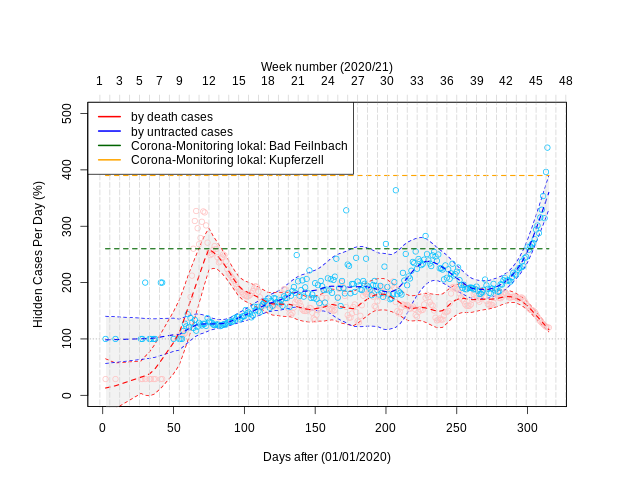 Week number (2020/21)
1 3 5 7 9 12 15 18 21 24 27 30 33 36 39 42 45 48
by death cases
by untracted cases
Corona-Monitoring lokal: Bad Feilnbach
Corona-Monitoring lokal: Kupferzell
Hidden Cases Per Day (%)
500
400
300
200
100
0
0 50 100 150 200 250 300
Days after (01/01/2020)